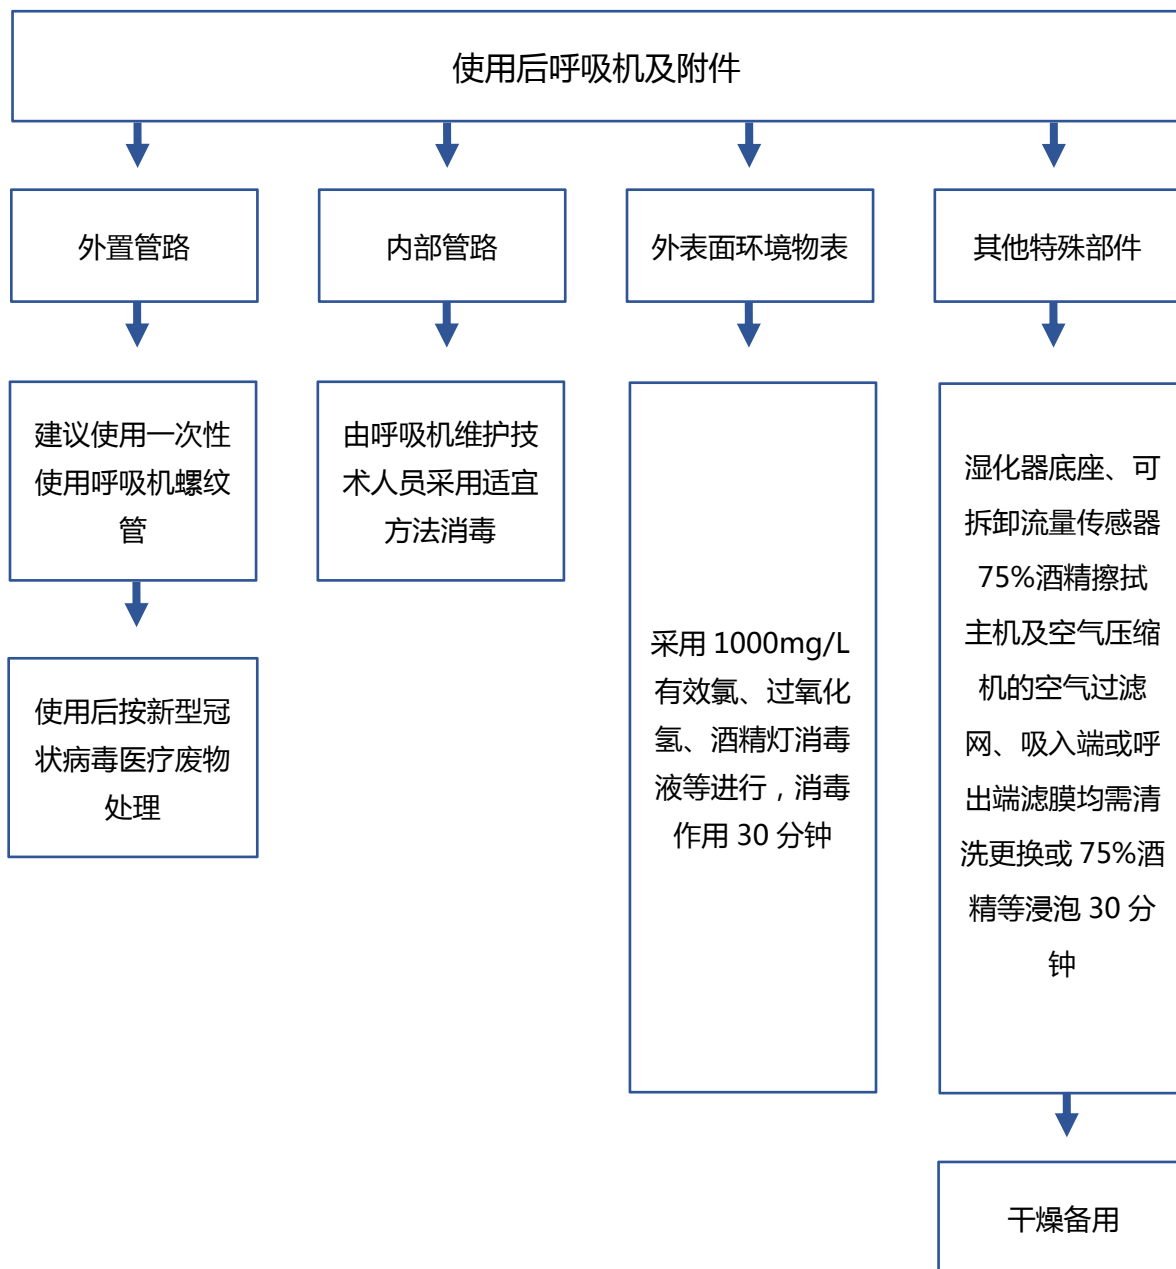 使用后呼吸机及附件
外置管路
内部管路
外表面环境物表
其他特殊部件
建议使用一次性
使用呼吸机螺纹
管
由呼吸机维护技
术人员采用适宜
方法消毒
采用 1000mg/L
有效氯、过氧化
氢、酒精灯消毒
液等进行，消毒
作用 30 分钟
湿化器底座、可
拆卸流量传感器
75%酒精擦拭
主机及空气压缩
机的空气过滤
网、吸入端或呼
出端滤膜均需清
洗更换或 75%酒
精等浸泡 30 分
钟
使用后按新型冠
状病毒医疗废物
处理
干燥备用